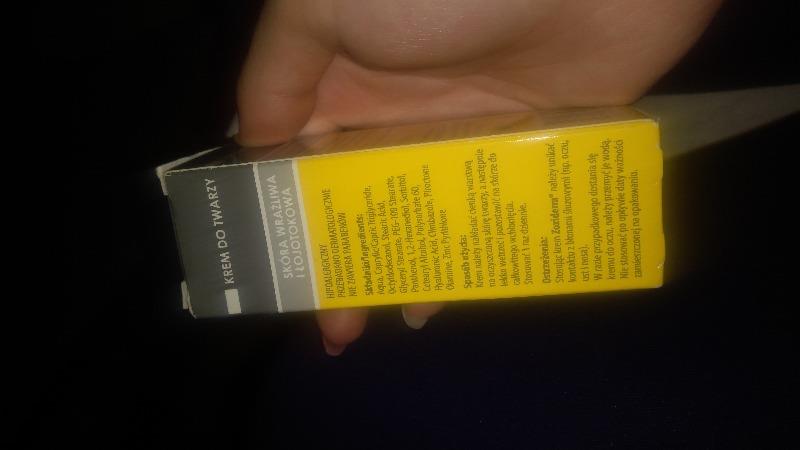 KREM DO TWARZY
SKÓRA WRAŻLIWA
I ŁOJOTOKOWA
HIPOALERGICZNY
PRZEBADANO DERMATOLOGICZNIE
NIE ZAWIERA PARABENÓW
Składniki/Ingredients:
Aqua, Caprylic/Capric Triglyceride,
Octyldodecanol, Stearic Acid,
Glyceryl Stearate, PEG-100 Stearate,
Panthenol, 1,2-Hexanediol, Sorbitol,
Cetearyl Alcohol, Polysorbate 60,
Hyaluronic Acid, Climbazole, Piroctone
Olamine, Zinc Pyrithione
Sposób użycia:
Krem należy nakładać cienką warstwą
na oczyszczoną skórę twarzy, a następnie
lekko wetrzeć i pozostawić na skórze do
całkowitego wchłonięcia.
Stosować 1 raz dziennie.
Ostrzeżenia:
Stosując krem Zoxiderma® należy unikać
kontaktu z błonami śluzowymi (np. oczu,
ust i nosa).
W razie przypadkowego dostania się
kremu do oczu, należy przemyć je wodą.
Nie stosować po upływie daty ważności
zamieszczonej na opakowaniu.